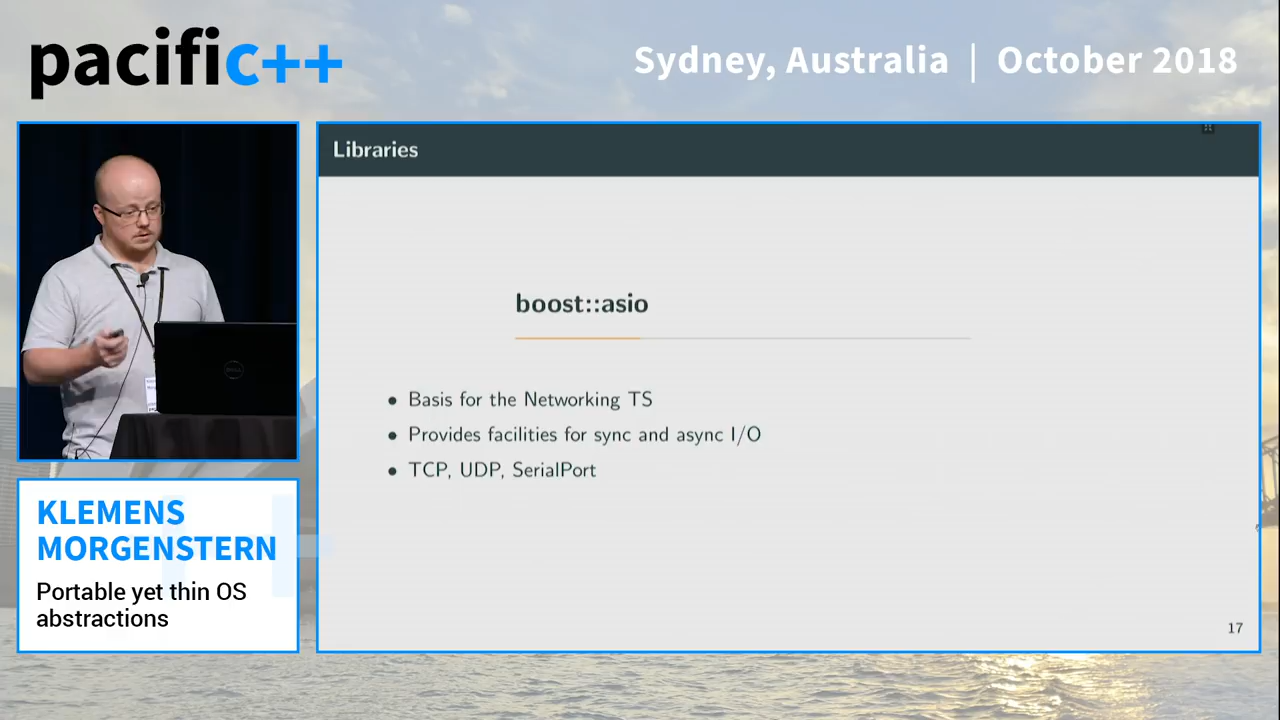 pacific++
Sydney, Australia | October 2018
Libraries
boost::asio
• Basis for the Networking TS
• Provides facilities for sync and async I/O
• TCP, UDP, SerialPort
17
DELL
KLEMENS
MORGENSTERN
Portable yet thin OS
abstractions